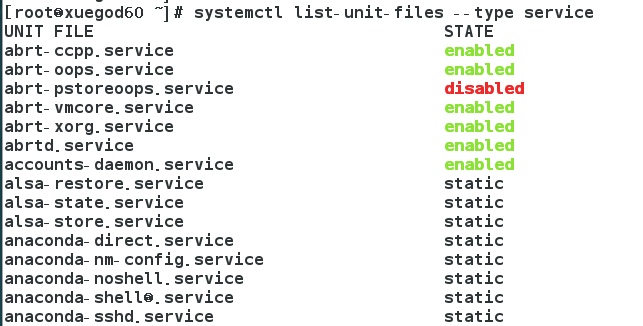 [root@xuegod60 ~]# systemctl list-unit-files --type service
UNIT FILE STATE
abrt-ccpp.service enabled
abrt-oops.service enabled
abrt-pstoreoops.service disabled
abrt-vmcore.service enabled
abrt-xorg.service enabled
abrtd.service enabled
accounts-daemon.service enabled
alsa-restore.service static
alsa-state.service static
alsa-store.service static
anaconda-direct.service static
anaconda-nm-config.service static
anaconda-noshell.service static
anaconda-shell@.service static
anaconda-sshd.service static